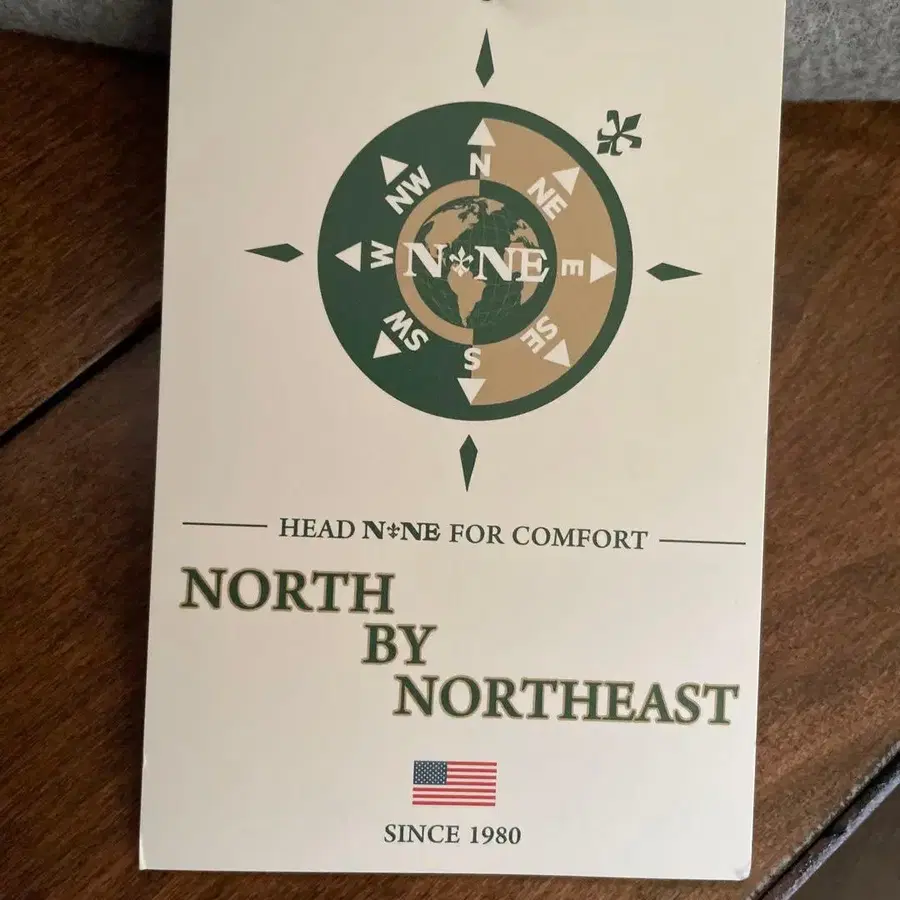 N
NW
NE
W
N⚜NE
E
SW
SE
S
HEAD N⚜NE FOR COMFORT
NORTH
BY
NORTHEAST
SINCE 1980